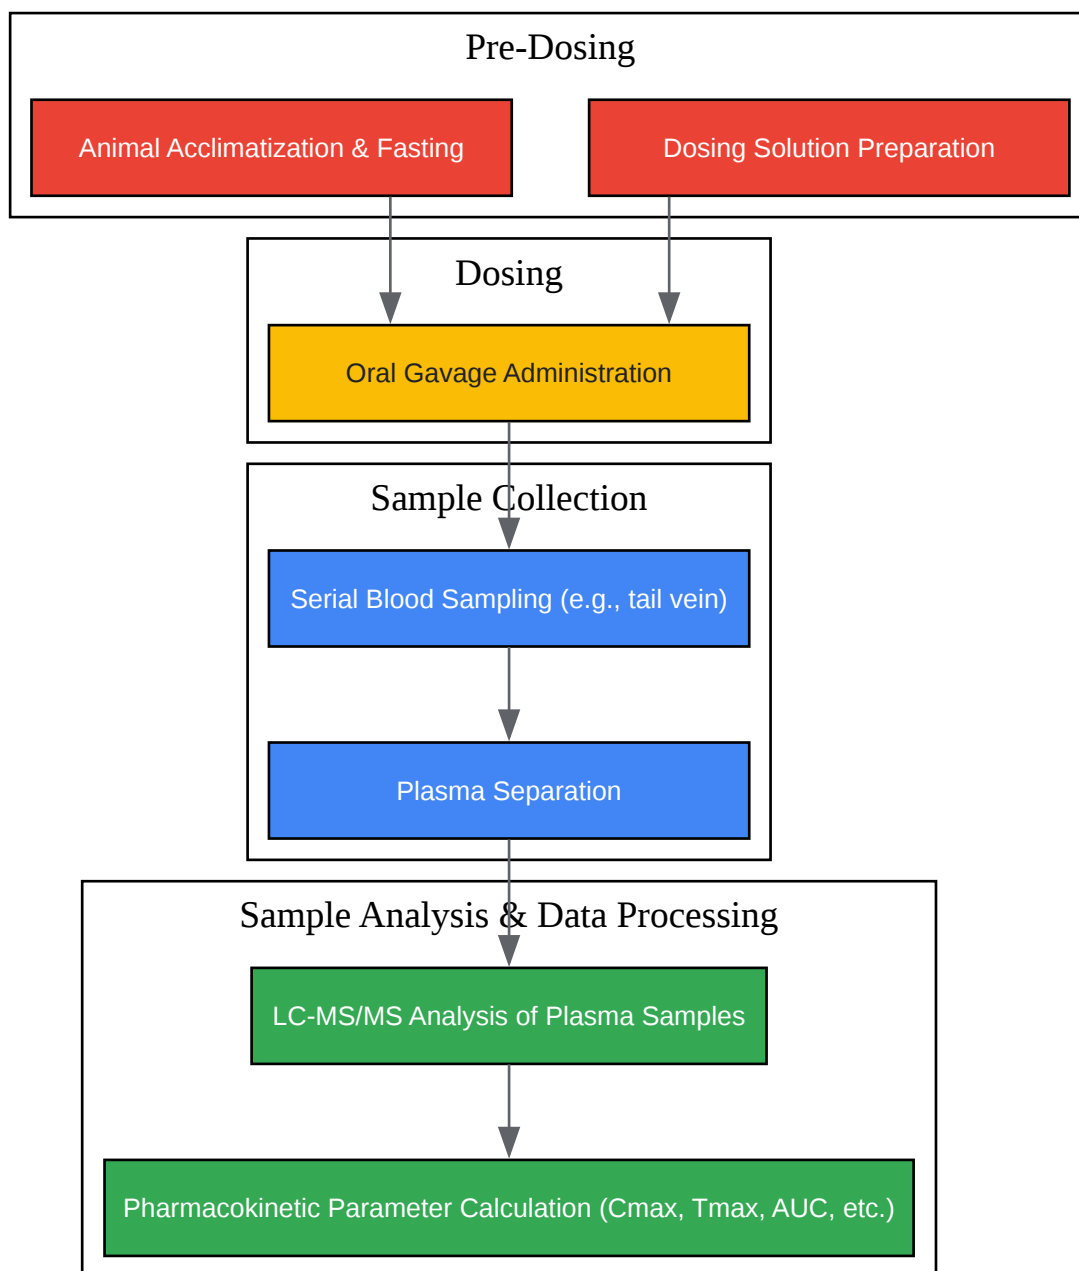 Pre-Dosing
Animal Acclimatization & Fasting
Dosing Solution Preparation
Dosing
Oral Gavage Administration
Sample Collection
Serial Blood Sampling (e.g., tail vein)
Plasma Separation
Sample Analysis & Data Processing
LC-MS/MS Analysis of Plasma Samples
Pharmacokinetic Parameter Calculation (Cmax, Tmax, AUC, etc.)